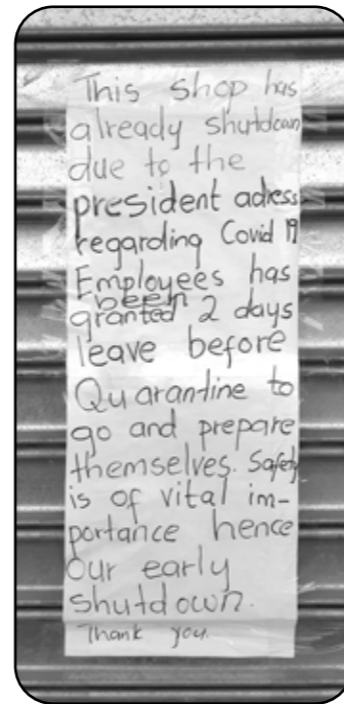 This shop has
already shutdown
due to the
president adress
regarding Covid 19
Employees has
been
granted 2 days
leave before
Quarantine to
go and prepare
themselves. Safety
is of vital im-
portance hence
our early
shutdown.
Thank you.